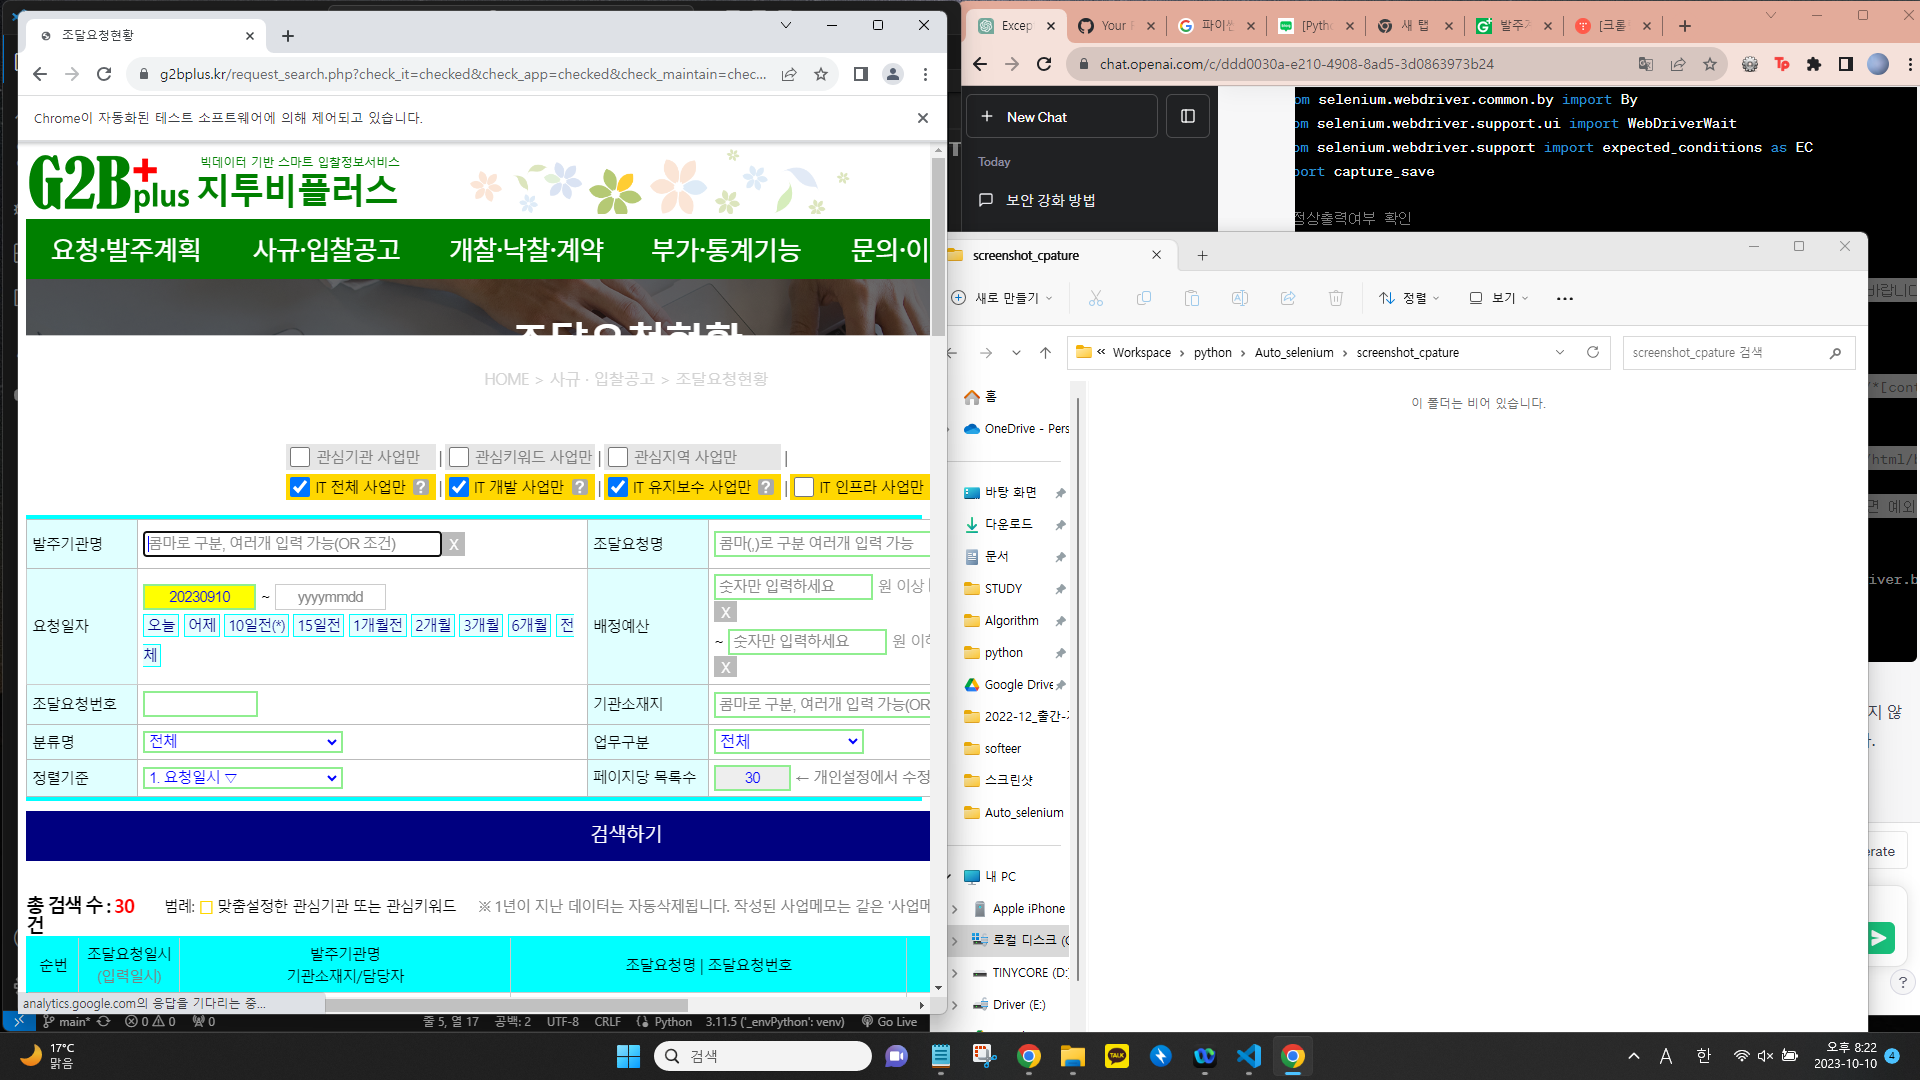 조달요청현황
g2bplus.kr/request_search.php?check_it=checked&check_app=checked&check_maintain=chec...
Chrome이 자동화된 테스트 소프트웨어에 의해 제어되고 있습니다.
G2B+plus
빅데이터 기반 스마트 입찰정보서비스
지투비플러스
요청·발주계획 사규·입찰공고 개찰·낙찰·계약 부가·통계기능 문의·이
조달요청현황
HOME > 사규 · 입찰공고 > 조달요청현황
관심기관 사업만 | 관심키워드 사업만 | 관심지역 사업만 |
IT 전체 사업만 ? | IT 개발 사업만 ? | IT 유지보수 사업만 ? | IT 인프라 사업만
발주기관명 콤마로 구분, 여러개 입력 가능(OR 조건) X 조달요청명 콤마(,)로 구분 여러개 입력 가능
요청일자 20230910 ~ yyyymmdd
오늘 어제 10일전(*) 15일전 1개월전 2개월 3개월 6개월 전
체
배정예산 숫자만 입력하세요 원 이상
X
~ 숫자만 입력하세요 원 이하
X
조달요청번호 기관소재지 콤마로 구분, 여러개 입력 가능(OR
분류명 전체 업무구분 전체
정렬기준 1. 요청일시 ▽ 페이지당 목록수 30 ← 개인설정에서 수정
검색하기
총 검색 수 : 30
건
범례: 맞춤설정한 관심기관 또는 관심키워드 ※ 1년이 지난 데이터는 자동삭제됩니다. 작성된 사업메모는 같은 '사업메
순번 조달요청일시
(입력일시)
발주기관명
기관소재지/담당자
조달요청명 | 조달요청번호
analytics.google.com의 응답을 기다리는 중...
main* 0 0 0 줄 5, 열 17 공백: 2 UTF-8 CRLF Python 3.11.5 ('_envPython': venv) Go Live
Excep Your 파이썬 [Pytho 새 탭 발주기 [크롤
chat.openai.com/c/ddd0030a-e210-4908-8ad5-3d0863973b24
New Chat
Today
보안 강화 방법
om selenium.webdriver.common.by import By
om selenium.webdriver.support.ui import WebDriverWait
om selenium.webdriver.support import expected_conditions as EC
port capture_save
정상출력여부 확인
바랍니다
/*[cont
/html/b
면 예외
iver.b
지 않
erate
?
screenshot_cpature
새로 만들기 정렬 보기 ...
« Workspace > python > Auto_selenium > screenshot_cpature
screenshot_cpature 검색
이 폴더는 비어 있습니다.
홈
OneDrive - Pers
바탕 화면
다운로드
문서
STUDY
Algorithm
python
Google Drive
2022-12_출간-
softeer
스크린샷
Auto_selenium
내 PC
Apple iPhone
로컬 디스크 (C
TINYCORE (D:
Driver (E:)
17°C
맑음
검색
TALK
A 한
오후 8:22
2023-10-10
4